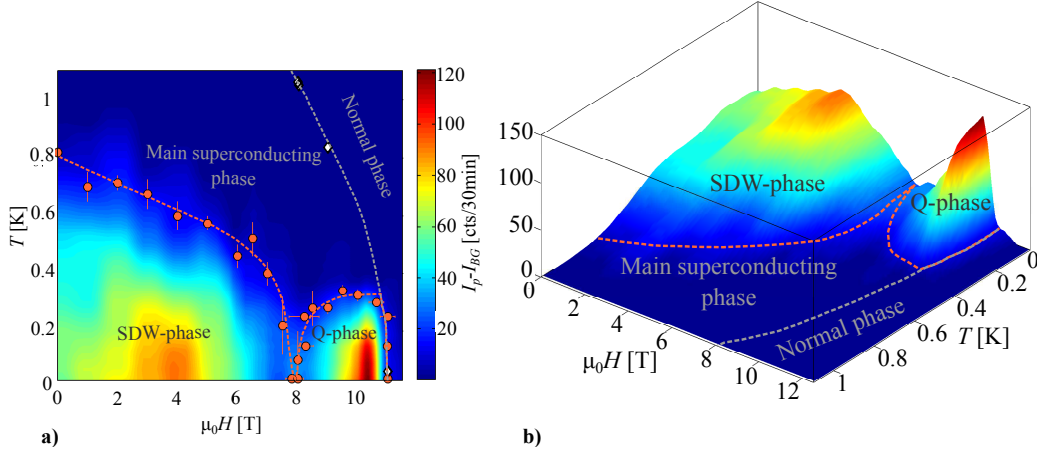 1
0.8
0.6
0.4
0.2
0
T [K]
0
2
4
6
8
10
μ₀H [T]
Main superconducting
phase
Normal phase
SDW-phase
Q-phase
120
100
80
60
40
20
I_P-I_BG [cts/30min]
a)
150
100
50
0
0
2
4
6
8
10
12
μ₀H [T]
1
0.8
0.6
0.4
0.2
0
T [K]
SDW-phase
Q-phase
Main superconducting
phase
Normal phase
b)